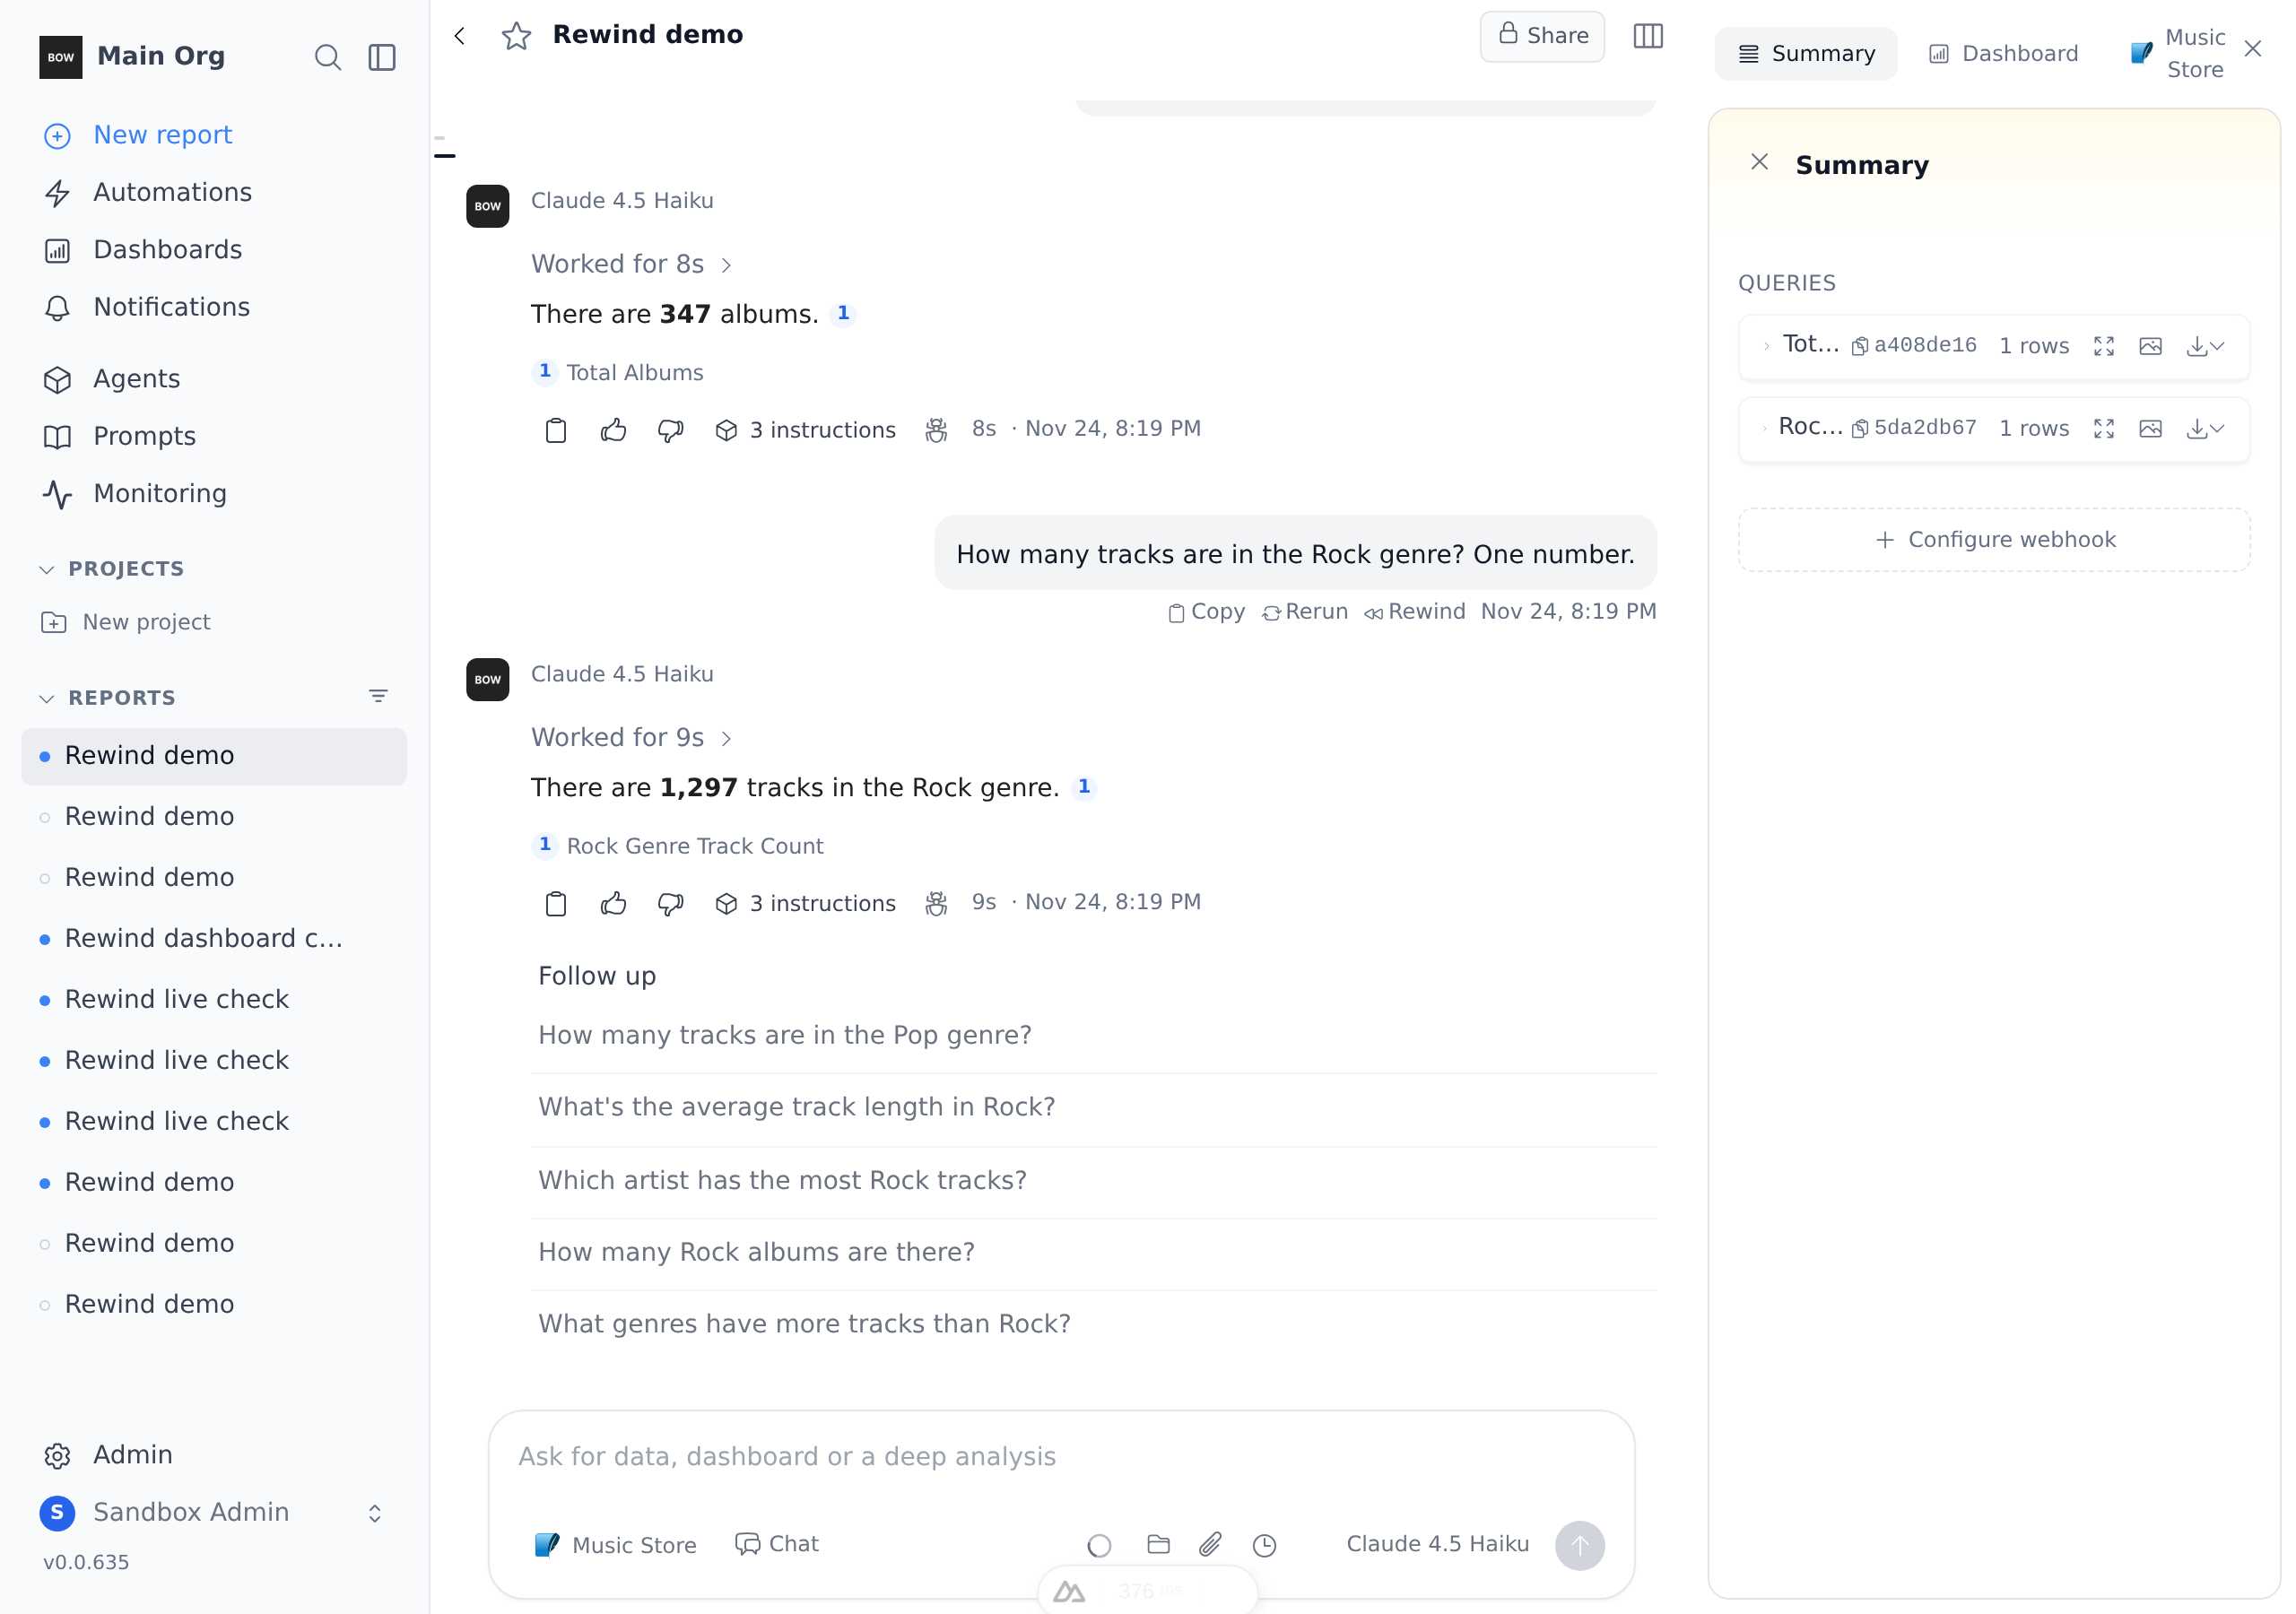 BOW Main Org
New report
Automations
Dashboards
Notifications
Agents
Prompts
Monitoring
PROJECTS
New project
REPORTS
Rewind demo
Rewind demo
Rewind demo
Rewind dashboard c...
Rewind live check
Rewind live check
Rewind live check
Rewind demo
Rewind demo
Rewind demo
Admin
S Sandbox Admin
v0.0.635
Rewind demo
Share
BOW Claude 4.5 Haiku
Worked for 8s
There are 347 albums. 1
1 Total Albums
3 instructions 8s · Nov 24, 8:19 PM
How many tracks are in the Rock genre? One number.
Copy Rerun Rewind Nov 24, 8:19 PM
BOW Claude 4.5 Haiku
Worked for 9s
There are 1,297 tracks in the Rock genre. 1
1 Rock Genre Track Count
3 instructions 9s · Nov 24, 8:19 PM
Follow up
How many tracks are in the Pop genre?
What's the average track length in Rock?
Which artist has the most Rock tracks?
How many Rock albums are there?
What genres have more tracks than Rock?
Ask for data, dashboard or a deep analysis
Music Store Chat Claude 4.5 Haiku
376 ms
Summary Dashboard Music
Store
Summary
QUERIES
Tot... a408de16 1 rows
Roc... 5da2db67 1 rows
Configure webhook